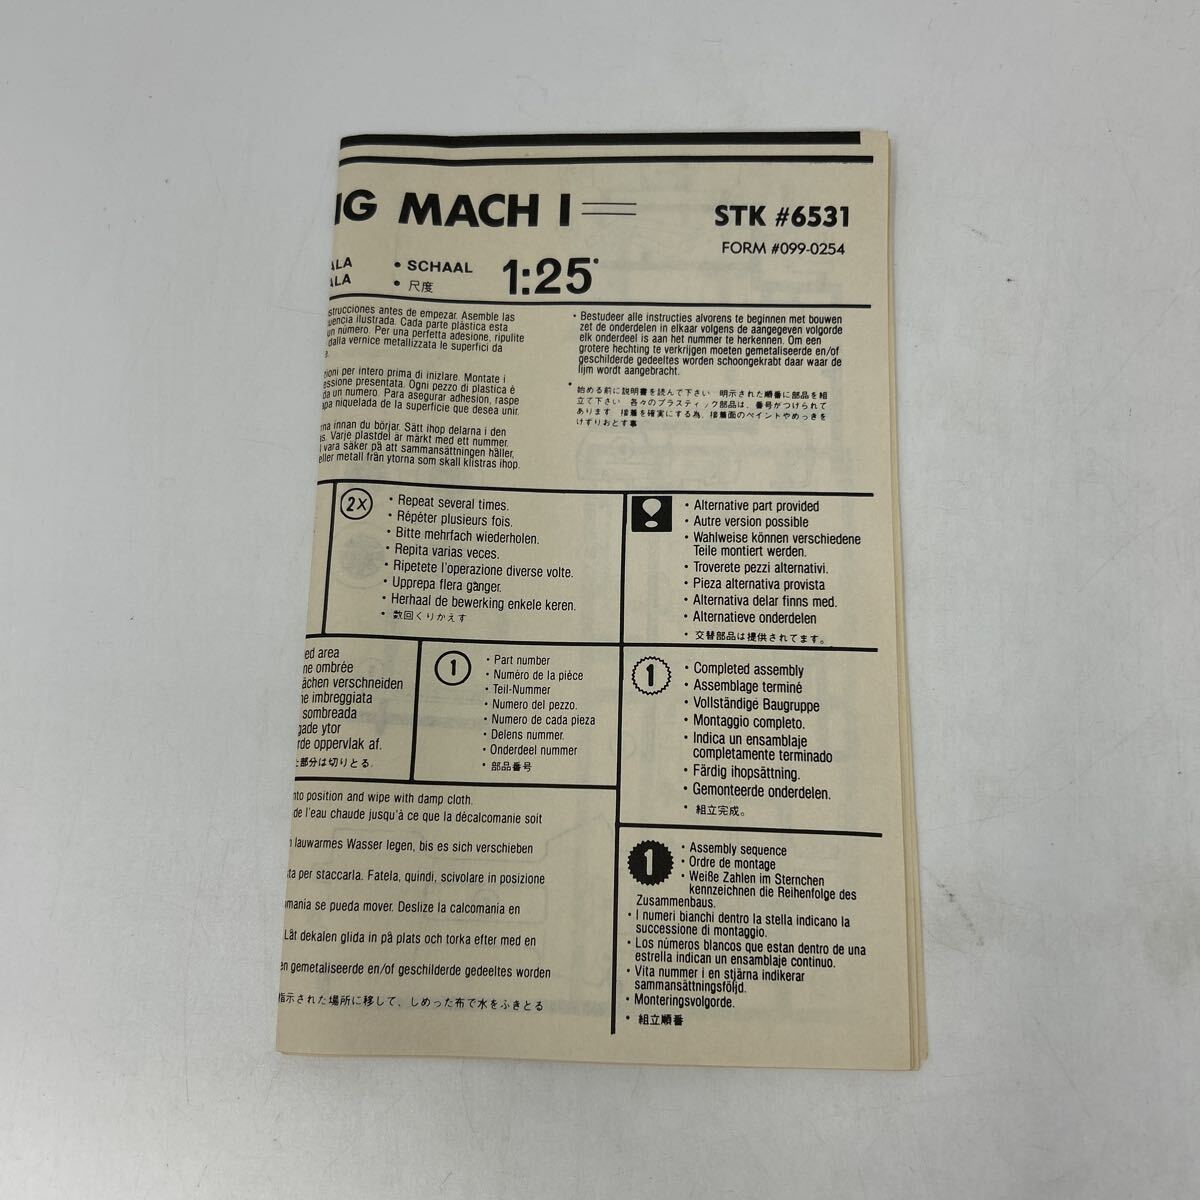 MACH I
STK #6531
FORM #099-0254
• SCHAAL
• 尺度
1:25
instrucciones antes de empezar. Asemble las
uencia ilustrada. Cada parte plástica esta
un número. Per una perfetta adesione, ripulite
dalla vernice metallizzata le superfici da
e.
zioni per intero prima di inizlare. Montate i
essione presentata. Ogni pezzo di plastica é
da un numero. Para asegurar adhesion, raspe
apa niquelada de la superficie que desea unir.
rna innan du börjar. Sätt ihop delarna i den
s. Varje plastdel är märkt med ett nummer.
l vara säker på att sammansättningen håller,
eller metall från ytorna som skall klistras ihop.
• Bestudeer alle instructies alvorens te beginnen met bouwen
zet de onderdelen in elkaar volgens de aangegeven volgorde
elk onderdeel is aan het nummer te herkennen. Om een
grotere hechting te verkrijgen moeten gemetaliseerde en/of
geschilderde gedeeltes worden schoongekrabt daar waar de
lijm wordt aangebracht.
• 始める前に説明書を読んで下さい 明示された順番に部品を組
立て下さい 各々のプラスティック部品は、番号がつけられて
あります 接着を確実にする為、接着面のペイントやめっきを
けずりおとす事
2X
• Repeat several times.
• Répéter plusieurs fois.
• Bitte mehrfach wiederholen.
• Repita varias veces.
• Ripetete l'operazione diverse volte.
• Upprepa flera gånger.
• Herhaal de bewerking enkele keren.
• 数回くりかえす
• Alternative part provided
• Autre version possible
• Wahlweise können verschiedene
Teile montiert werden.
• Troverete pezzi alternativi.
• Pieza alternativa provista
• Alternativa delar finns med.
• Alternatieve onderdelen
• 交替部品は提供されてます。
ed area
ne ombrée
ächen verschneiden
ne imbreggiata
sombreada
gade ytor
rde oppervlak af.
た部分は切りとる.
1
• Part number
• Numéro de la pièce
• Teil-Nummer
• Numero del pezzo.
• Numero de cada pieza
• Delens nummer.
• Onderdeel nummer
• 部品番号
1
• Completed assembly
• Assemblage terminé
• Vollständige Baugruppe
• Montaggio completo.
• Indica un ensamblaje
completamente terminado
• Färdig ihopsättning.
• Gemonteerde onderdelen.
• 組立完成。
nto position and wipe with damp cloth.
de l'eau chaude jusqu'à ce que la décalcomanie soit
n lauwarmes Wasser legen, bis es sich verschieben
ta per staccarla. Fatela, quindi, scivolare in posizione
omania se pueda mover. Deslize la calcomania en
Låt dekalen glida in på plats och torka efter med en
en gemetaliseerde en/of geschilderde gedeeltes worden
指示された場所に移して、しめった布で水をふきとる
1
• Assembly sequence
• Ordre de montage
• Weiße Zahlen im Sternchen
kennzeichnen die Reihenfolge des
Zusammenbaus.
• I numeri bianchi dentro la stella indicano la
successione di montaggio.
• Los números blancos que estan dentro de una
estrella indican un ensamblaje continuo.
• Vita nummer i en stjärna indikerar
sammansättningsföljd.
• Monteringsvolgorde.
• 組立順番